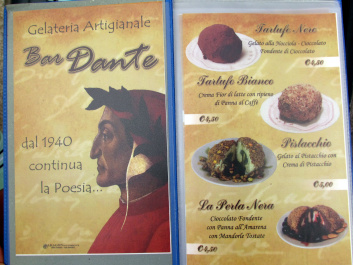 Gelateria Artigianale
Bar Dante
dal 1940
continua
la Poesia...
Tartufo Nero
Gelato alla Nocciola - Cioccolato
Fondente di Cioccolato
€4,50
Tartufo Bianco
Crema Fior di latte con ripieno
di Panna al Caffè
€4,50
Pistacchio
Gelato al Pistacchio con
Crema di Pistacchio
€5,00
La Perla Nera
Cioccolato Fondente
con Panna all'Amarena
con Mandorle Tostate
€4,50